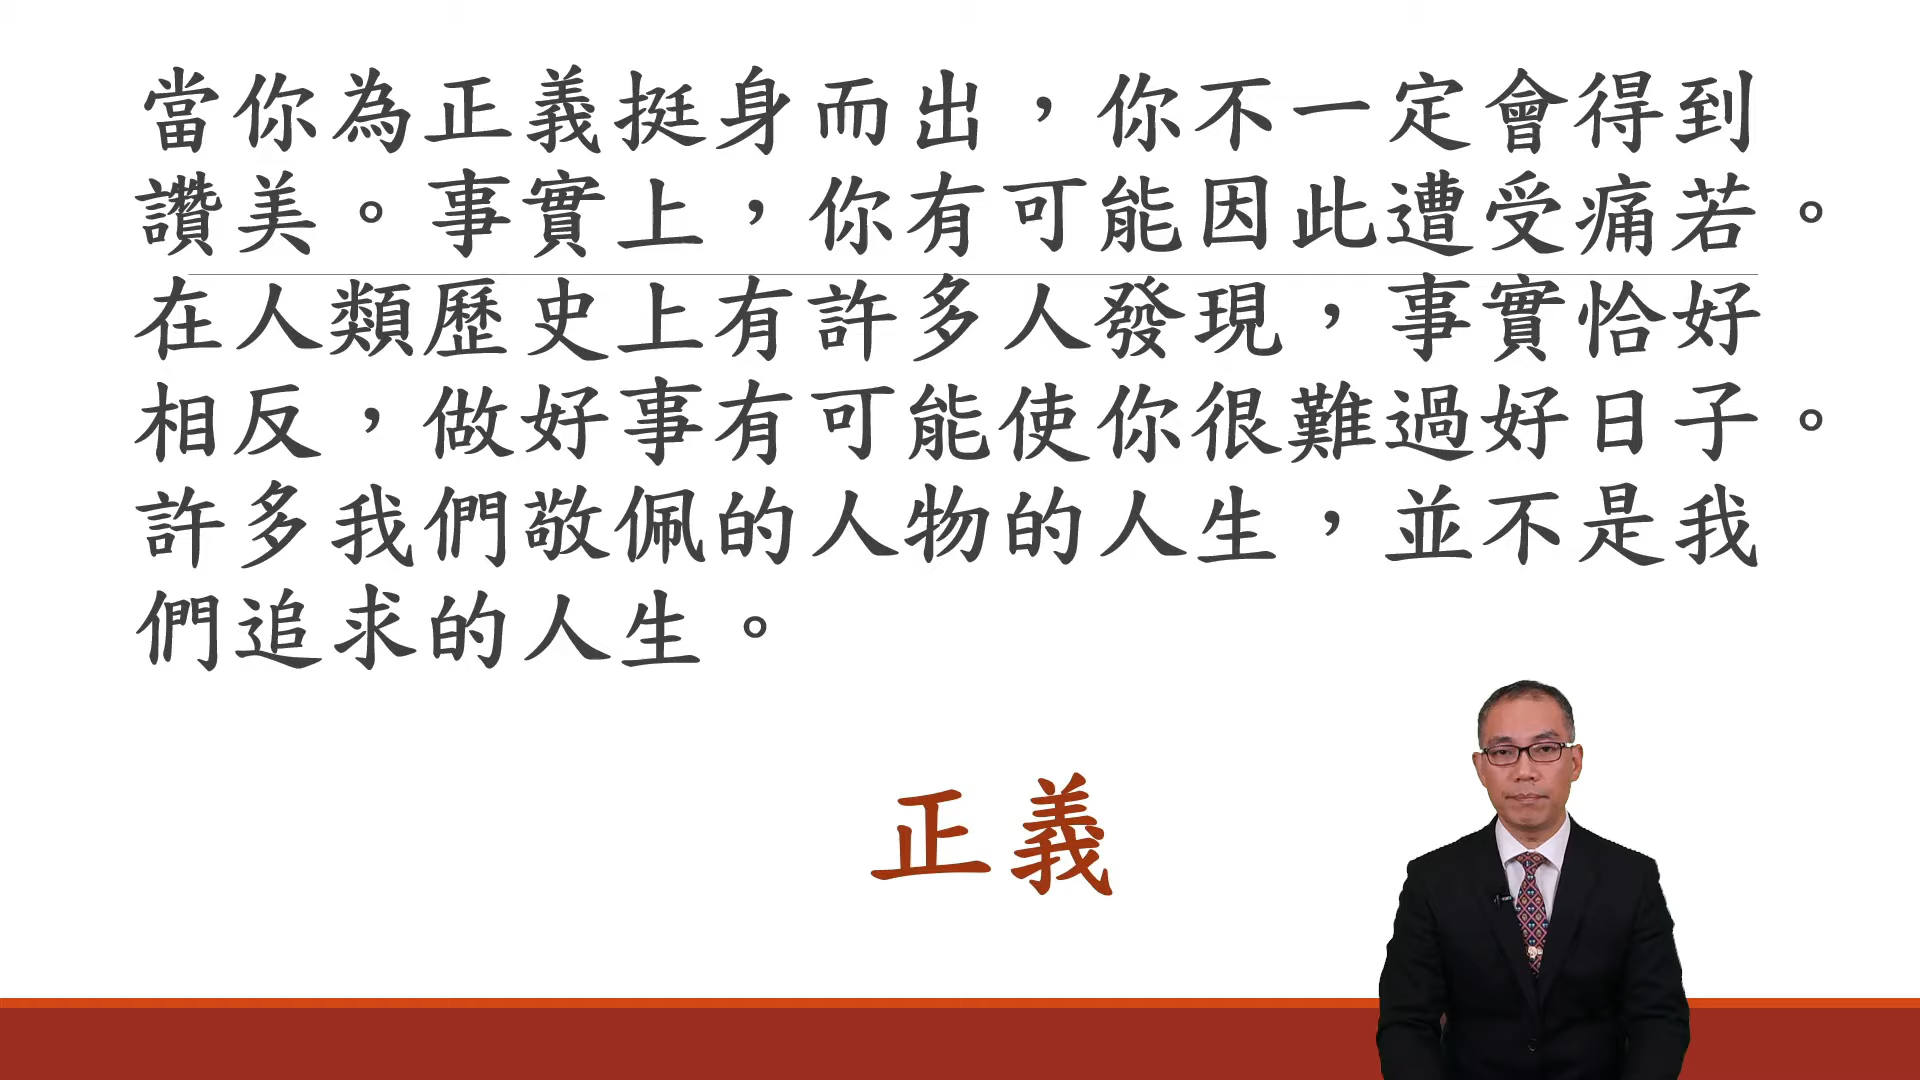 當你為正義挺身而出，你不一定會得到
讚美。事實上，你有可能因此遭受痛若。
在人類歷史上有許多人發現，事實恰好
相反，做好事有可能使你很難過好日子。
許多我們敬佩的人物的人生，並不是我
們追求的人生。
正義